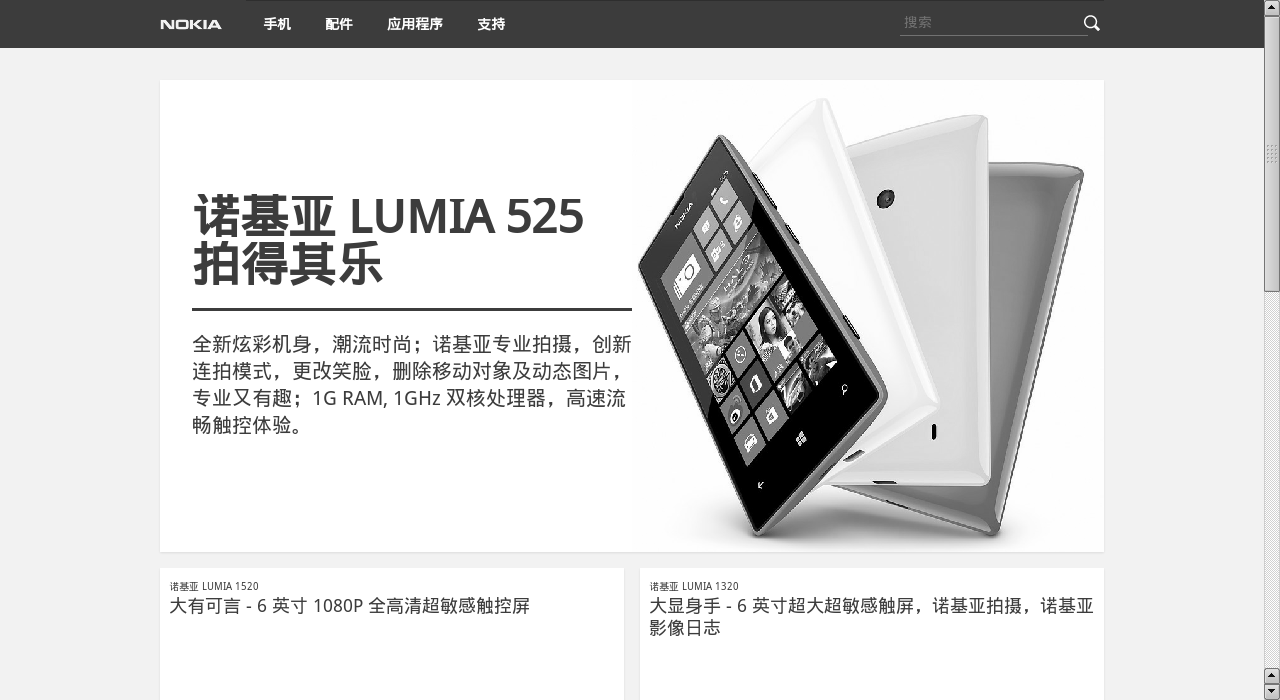 NOKIA 手机 配件 应用程序 支持 搜索
诺基亚 LUMIA 525
拍得其乐
全新炫彩机身，潮流时尚；诺基亚专业拍摄，创新
连拍模式，更改笑脸，删除移动对象及动态图片，
专业又有趣；1G RAM, 1GHz 双核处理器，高速流
畅触控体验。
NOKIA
诺基亚 LUMIA 1520
大有可言 - 6 英寸 1080P 全高清超敏感触控屏
诺基亚 LUMIA 1320
大显身手 - 6 英寸超大超敏感触屏，诺基亚拍摄，诺基亚
影像日志